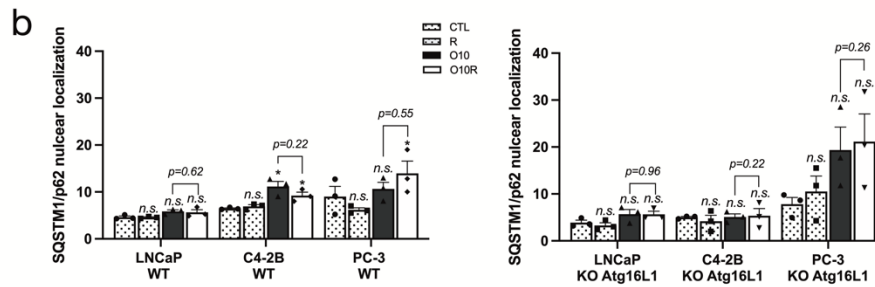 b
SQSTM1/p62 nulcear localization
40
30
20
10
0
CTL
R
O10
O10R
n.s.
p=0.62
n.s.
n.s.
n.s.
*
p=0.22
*
n.s.
p=0.55
n.s.
*
LNCaP
WT
C4-2B
WT
PC-3
WT
SQSTM1/p62 nulcear localization
40
30
20
10
0
n.s.
p=0.96
n.s.
n.s.
n.s.
p=0.22
n.s.
n.s.
n.s.
p=0.26
n.s.
n.s.
LNCaP
KO Atg16L1
C4-2B
KO Atg16L1
PC-3
KO Atg16L1